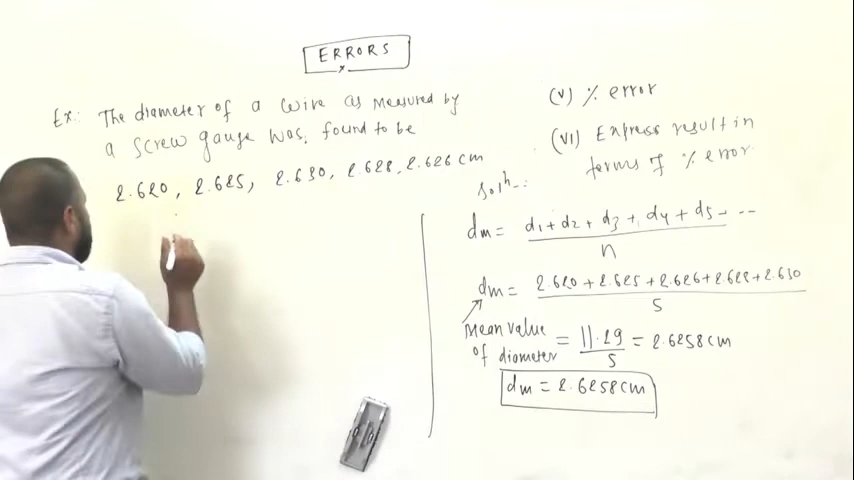 ERRORS
Ex: The diameter of a wire as measured by
a screw gauge was, found to be
2.620, 2.625, 2.630, 2.628, 2.626 cm
(V) % error
(VI) Express result in
terms of % error.
Soln:
dm = d1 + d2 + d3 + d4 + d5 - --
n
dm = 2.620 + 2.625 + 2.626 + 2.628 + 2.630
5
Mean value
of diameter = 11.29 = 2.6258 cm
5
dm = 2.6258 cm